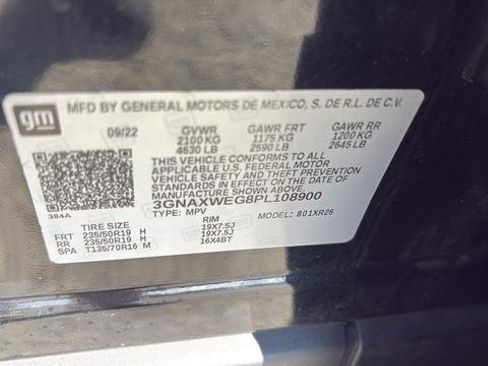 gm
MFD BY GENERAL MOTORS DE MEXICO, S. DE R.L. DE C.V.
09/22 GVWR GAWR FRT GAWR RR
2100 KG 1175 KG 1200 KG
4630 LB 2590 LB 2645 LB
THIS VEHICLE CONFORMS TO ALL
APPLICABLE U.S. FEDERAL VEHICLE
SAFETY AND THEFT PREVENTION
STANDARDS IN EFFECT ON THE DATE OF
MANUFACTURE SHOWN ABOVE.
3GNAXWEG8PL108900
TYPE: MPV MODEL: 801XR26
384A
TIRE SIZE RIM
FRT 235/50R19 H 19X7.5J
RR 235/50R19 H 19X7.5J
SPA T135/70R16 M 16X4BT